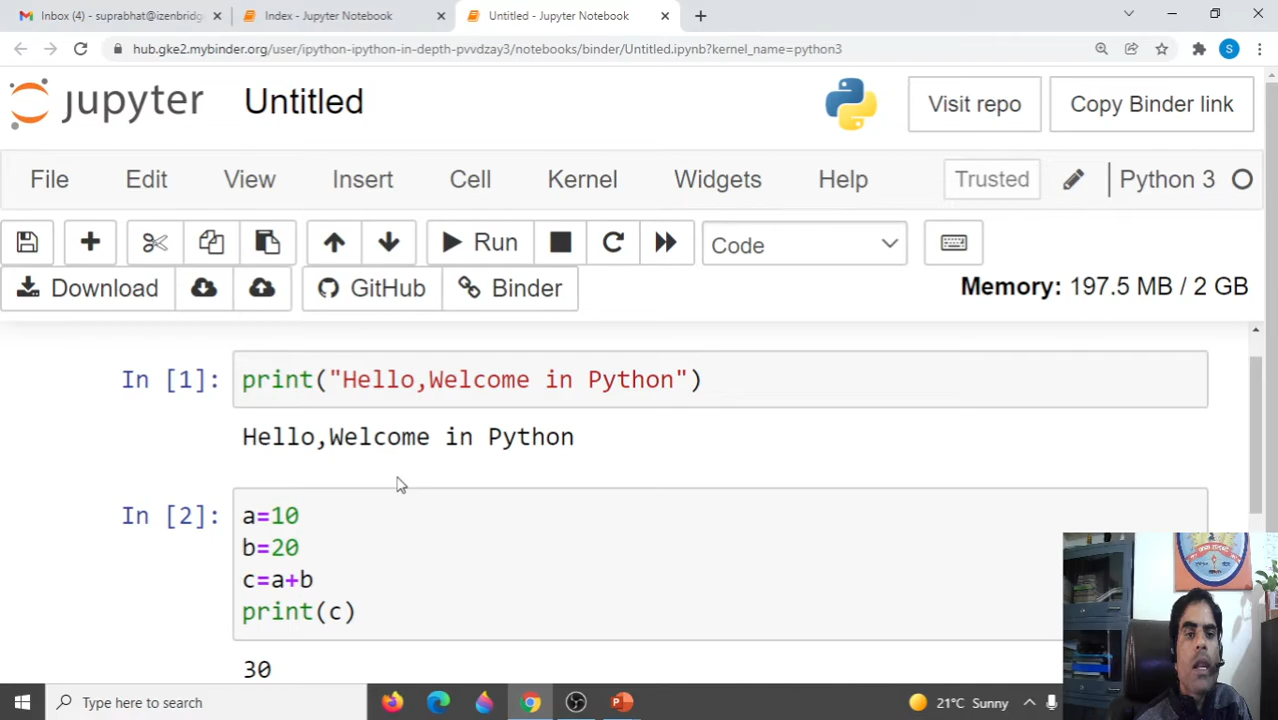 Inbox (4) - suprabhat@izenbridg
Index - Jupyter Notebook
Untitled - Jupyter Notebook
hub.gke2.mybinder.org/user/ipython-ipython-in-depth-pvvdzay3/notebooks/binder/Untitled.ipynb?kernel_name=python3
S
jupyter Untitled
Visit repo
Copy Binder link
File Edit View Insert Cell Kernel Widgets Help
Trusted
Python 3
Run
Code
Download
GitHub
Binder
Memory: 197.5 MB / 2 GB
In [1]: print("Hello,Welcome in Python")
Hello,Welcome in Python
In [2]: a=10
b=20
c=a+b
print(c)
30
Type here to search
21°C Sunny